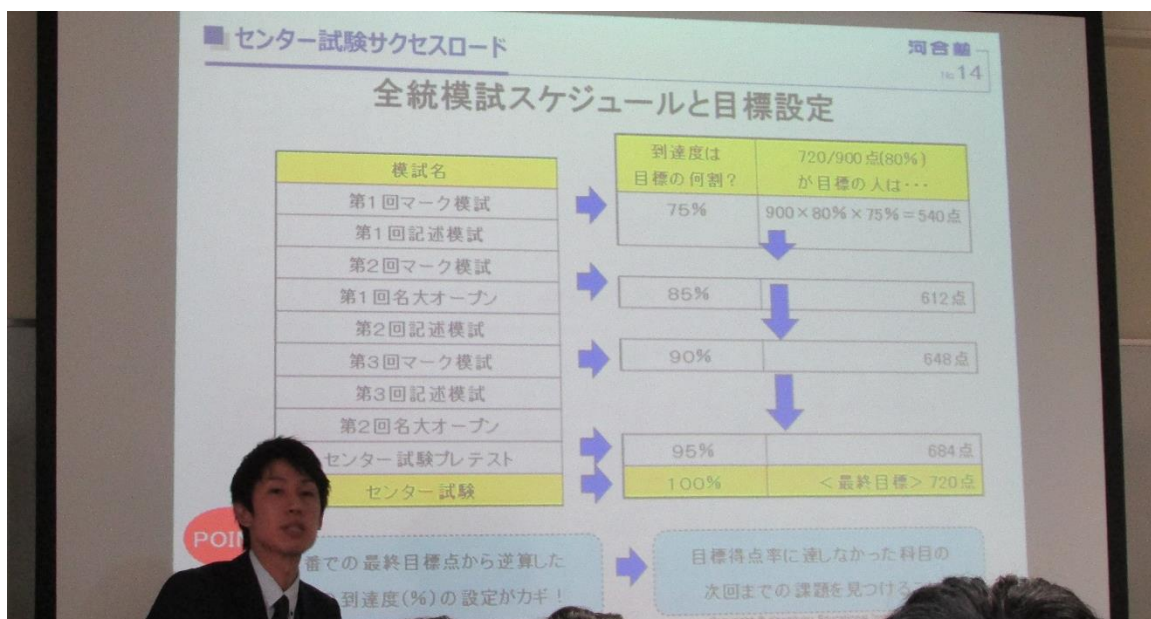 センター試験サクセスロード
河合塾
No.14
全統模試スケジュールと目標設定
模試名
到達度は
目標の何割?
720/900点(80%)
が目標の人は・・・
第1回マーク模試
75%
900×80%×75%=540点
第1回記述模試
第2回マーク模試
第1回名大オープン
85%
612点
第2回記述模試
第3回マーク模試
90%
648点
第3回記述模試
第2回名大オープン
センター試験プレテスト
95%
684点
センター試験
100%
<最終目標>720点
POI
番での最終目標点から逆算した
到達度(%)の設定がカギ!
目標得点率に達しなかった科目の
次回までの課題を見つける